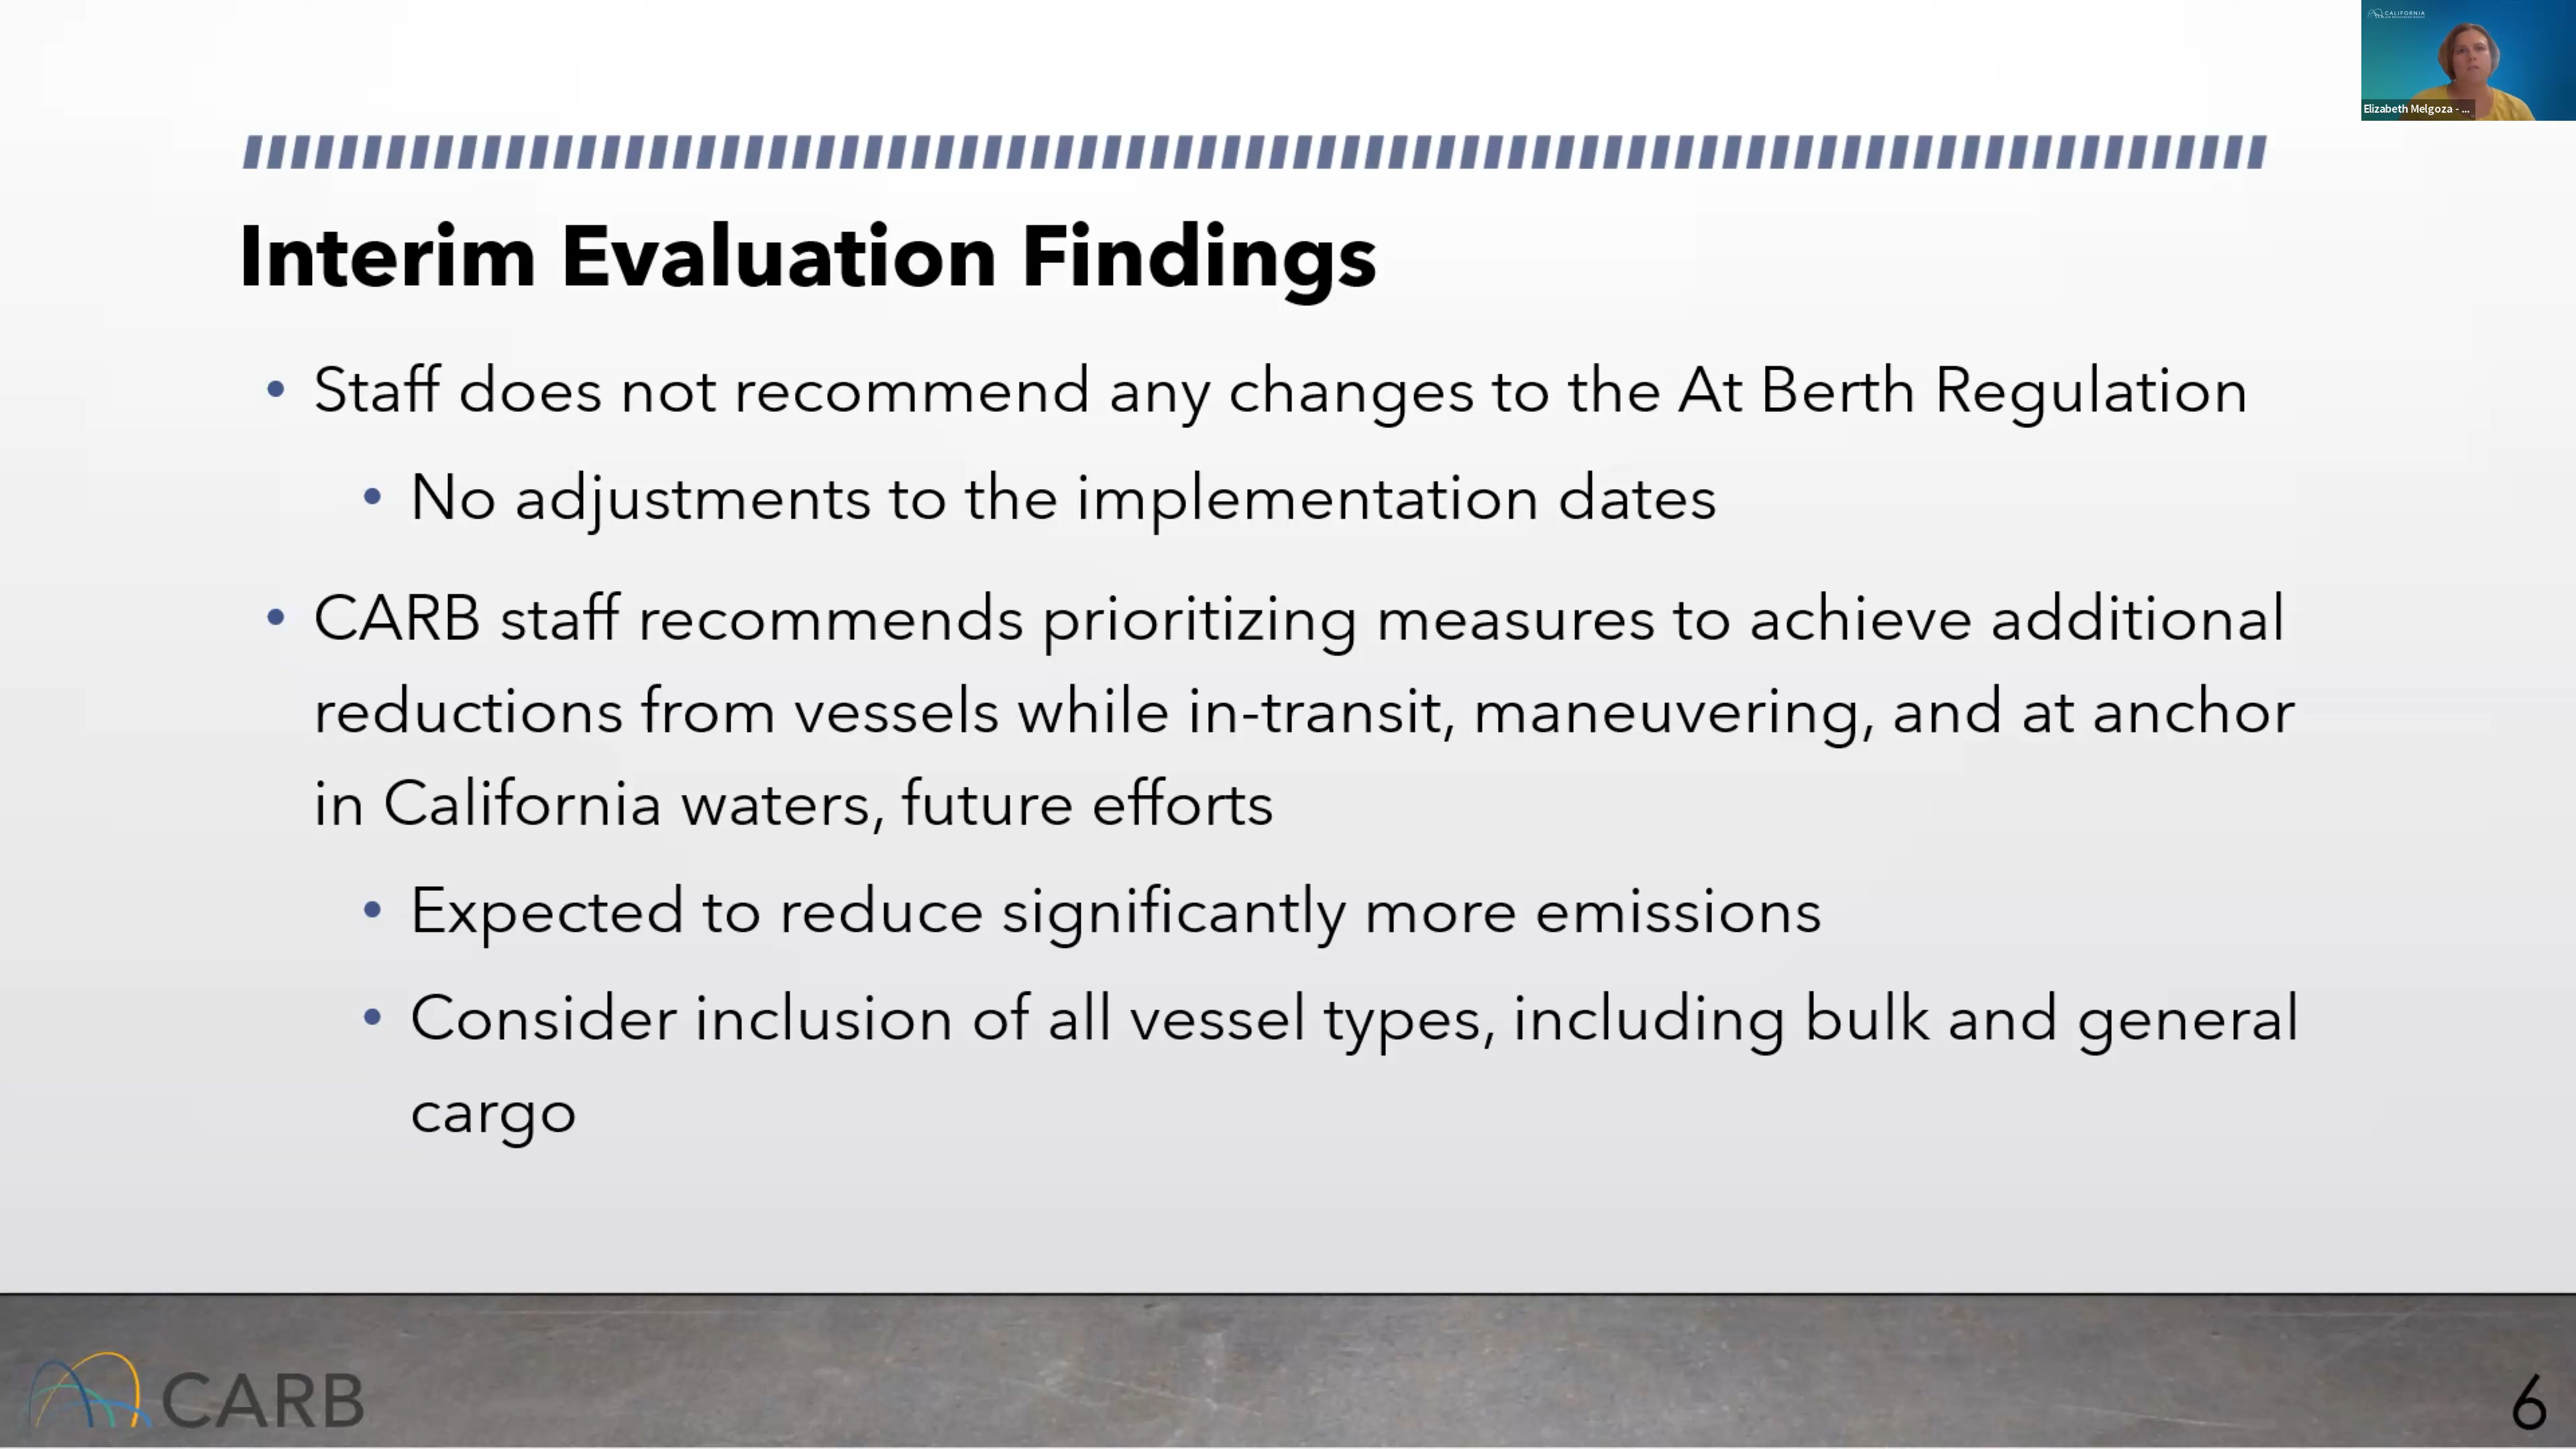 CALIFORNIA
Elizabeth Melgoza - ...
Interim Evaluation Findings
• Staff does not recommend any changes to the At Berth Regulation
• No adjustments to the implementation dates
• CARB staff recommends prioritizing measures to achieve additional
reductions from vessels while in-transit, maneuvering, and at anchor
in California waters, future efforts
• Expected to reduce significantly more emissions
• Consider inclusion of all vessel types, including bulk and general
cargo
CARB
6